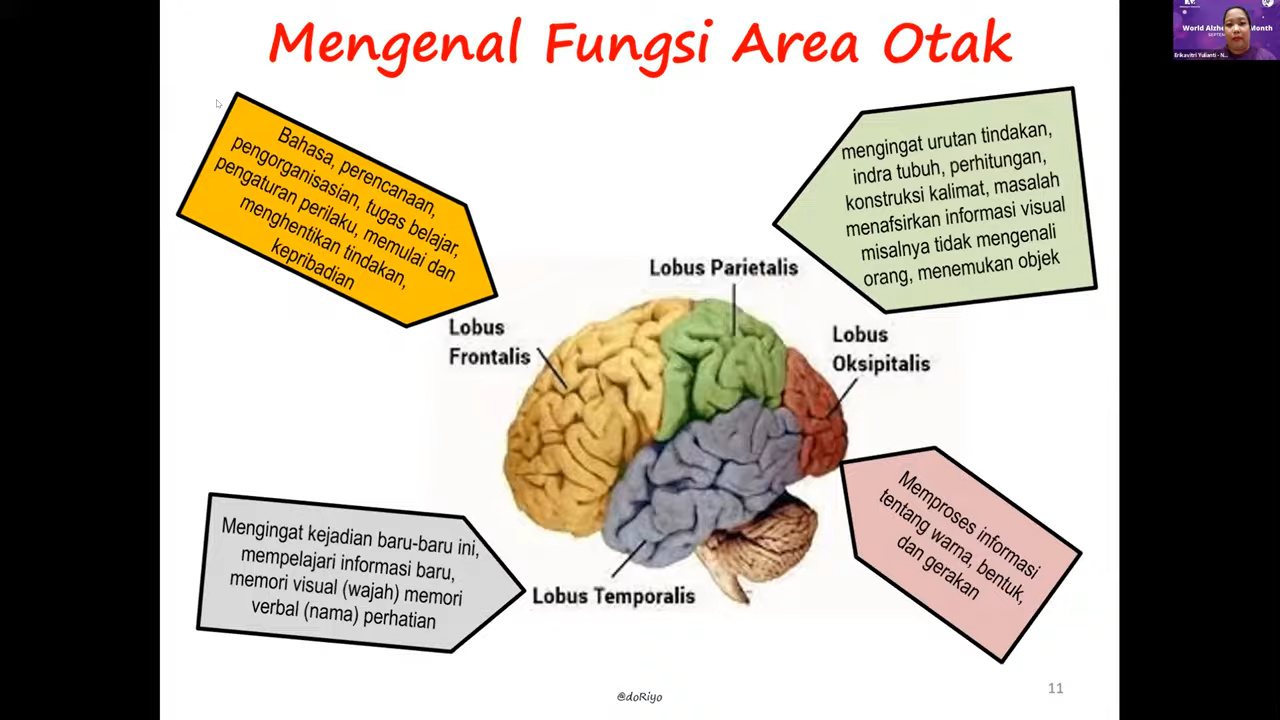 Mengenal Fungsi Area Otak
World Alzhe Month
Erikavitri Yulianti - N...
Bahasa, perencanaan,
pengorganisasian, tugas belajar,
pengaturan perilaku, memulai dan
menghentikan tindakan,
kepribadian
mengingat urutan tindakan,
indra tubuh, perhitungan,
konstruksi kalimat, masalah
menafsirkan informasi visual
misalnya tidak mengenali
orang, menemukan objek
Lobus Parietalis
Lobus
Frontalis
Lobus
Oksipitalis
Mengingat kejadian baru-baru ini,
mempelajari informasi baru,
memori visual (wajah) memori
verbal (nama) perhatian
Memproses informasi
tentang warna, bentuk,
dan gerakan
Lobus Temporalis
@doRiyo
11